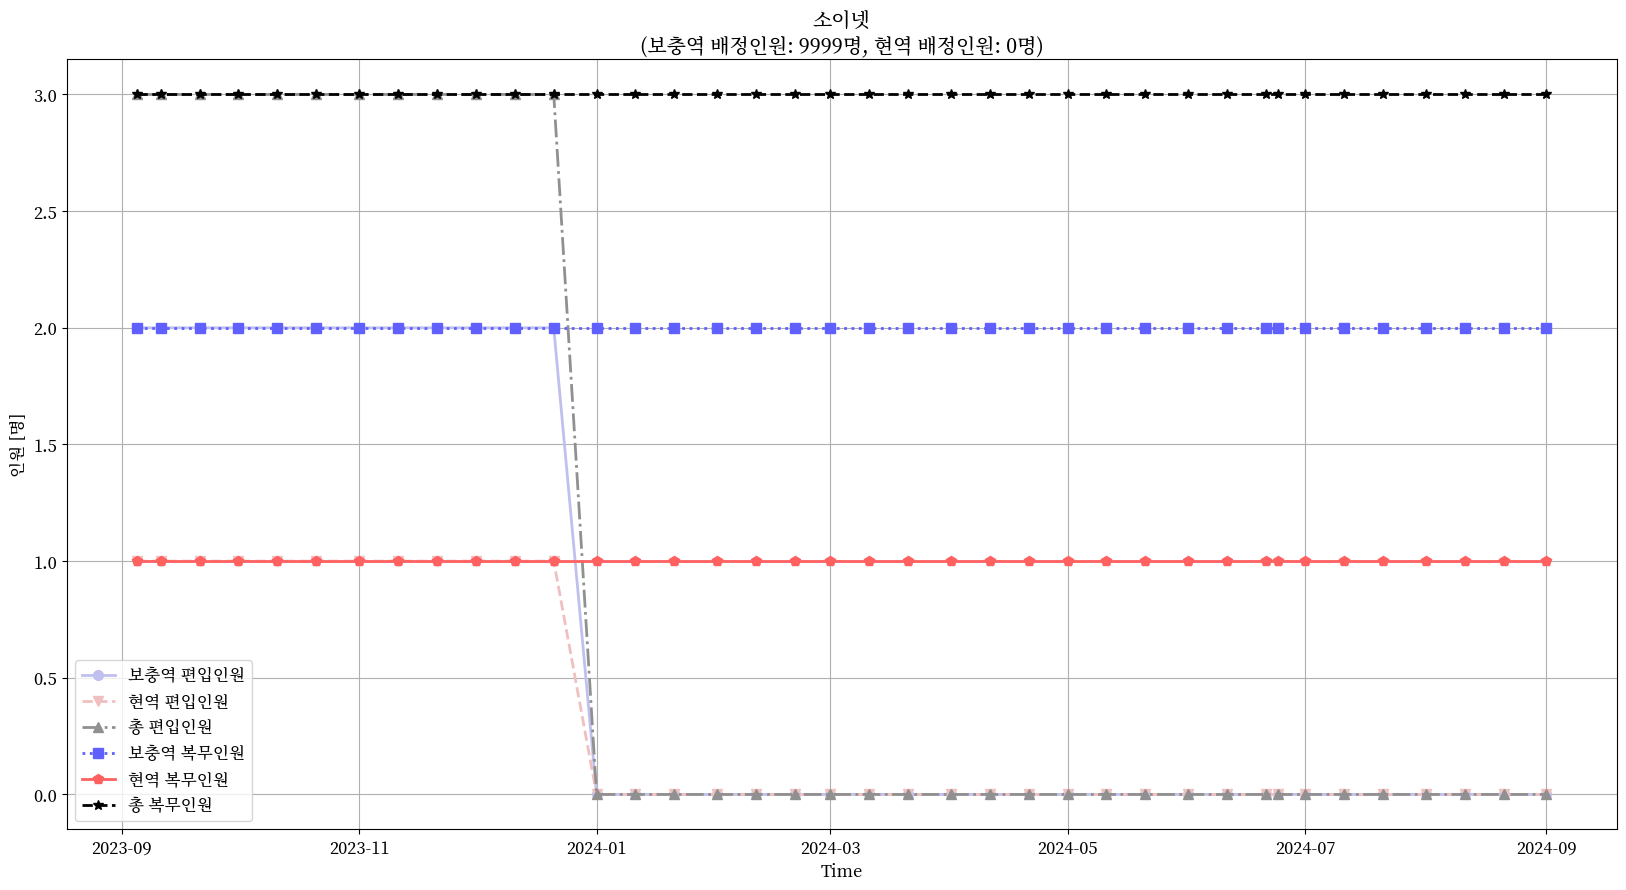 소이넷
(보충역 배정인원: 9999명, 현역 배정인원: 0명)
인원 [명]
3.0
2.5
2.0
1.5
1.0
0.5
0.0
보충역 편입인원
현역 편입인원
총 편입인원
보충역 복무인원
현역 복무인원
총 복무인원
2023-09
2023-11
2024-01
2024-03
2024-05
2024-07
2024-09
Time